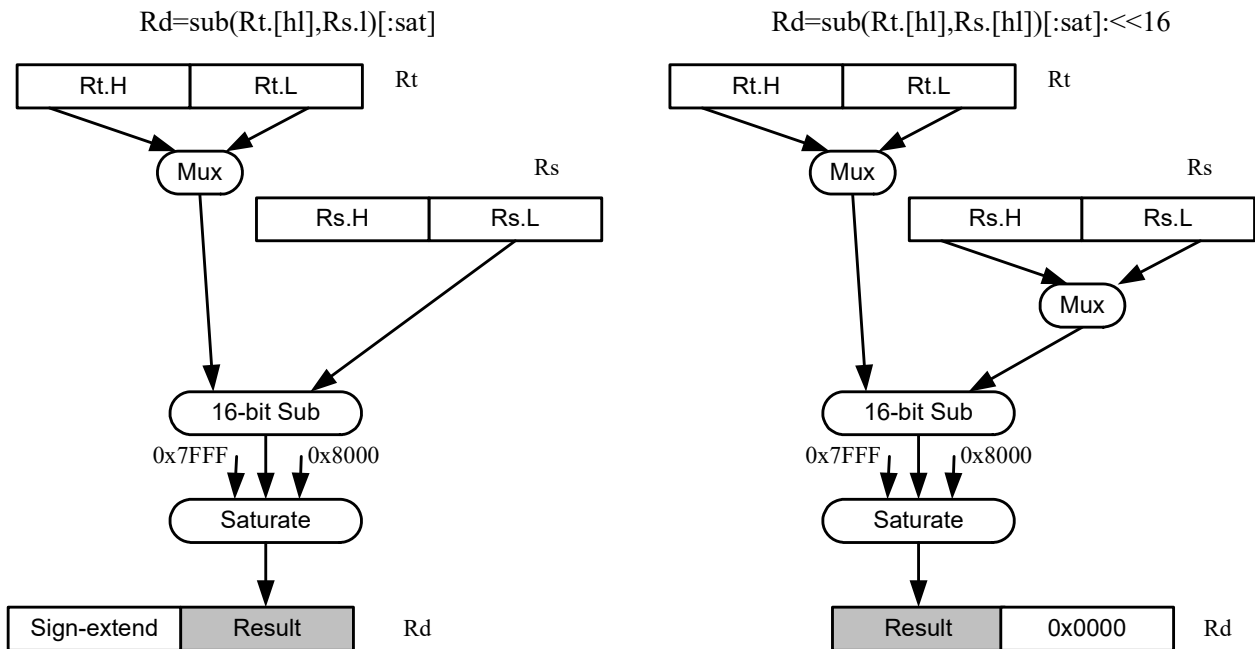 Rd=sub(Rt.[hl],Rs.l)[:sat]
Rt.H Rt.L Rt
Mux
Rs
Rs.H Rs.L
16-bit Sub
0x7FFF 0x8000
Saturate
Sign-extend Result Rd
Rd=sub(Rt.[hl],Rs.[hl])[:sat]:<<16
Rt.H Rt.L Rt
Mux
Rs
Rs.H Rs.L
Mux
16-bit Sub
0x7FFF 0x8000
Saturate
Result 0x0000 Rd